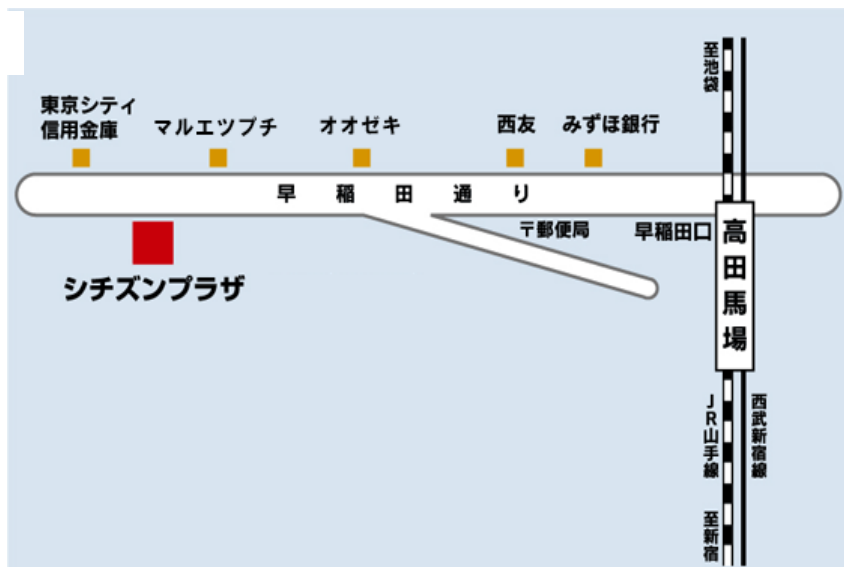 至池袋
東京シティ
信用金庫
マルエツプチ
オオゼキ
西友
みずほ銀行
早稲田通り
〒郵便局
早稲田口
高田馬場
シチズンプラザ
JR山手線
西武新宿線
至新宿